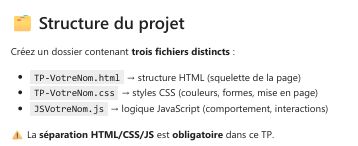 🗂️ Structure du projet
Créez un dossier contenant trois fichiers distincts :
• TP-VotreNom.html → structure HTML (squelette de la page)
• TP-VotreNom.css → styles CSS (couleurs, formes, mise en page)
• JSVotreNom.js → logique JavaScript (comportement, interactions)
⚠️ La séparation HTML/CSS/JS est obligatoire dans ce TP.